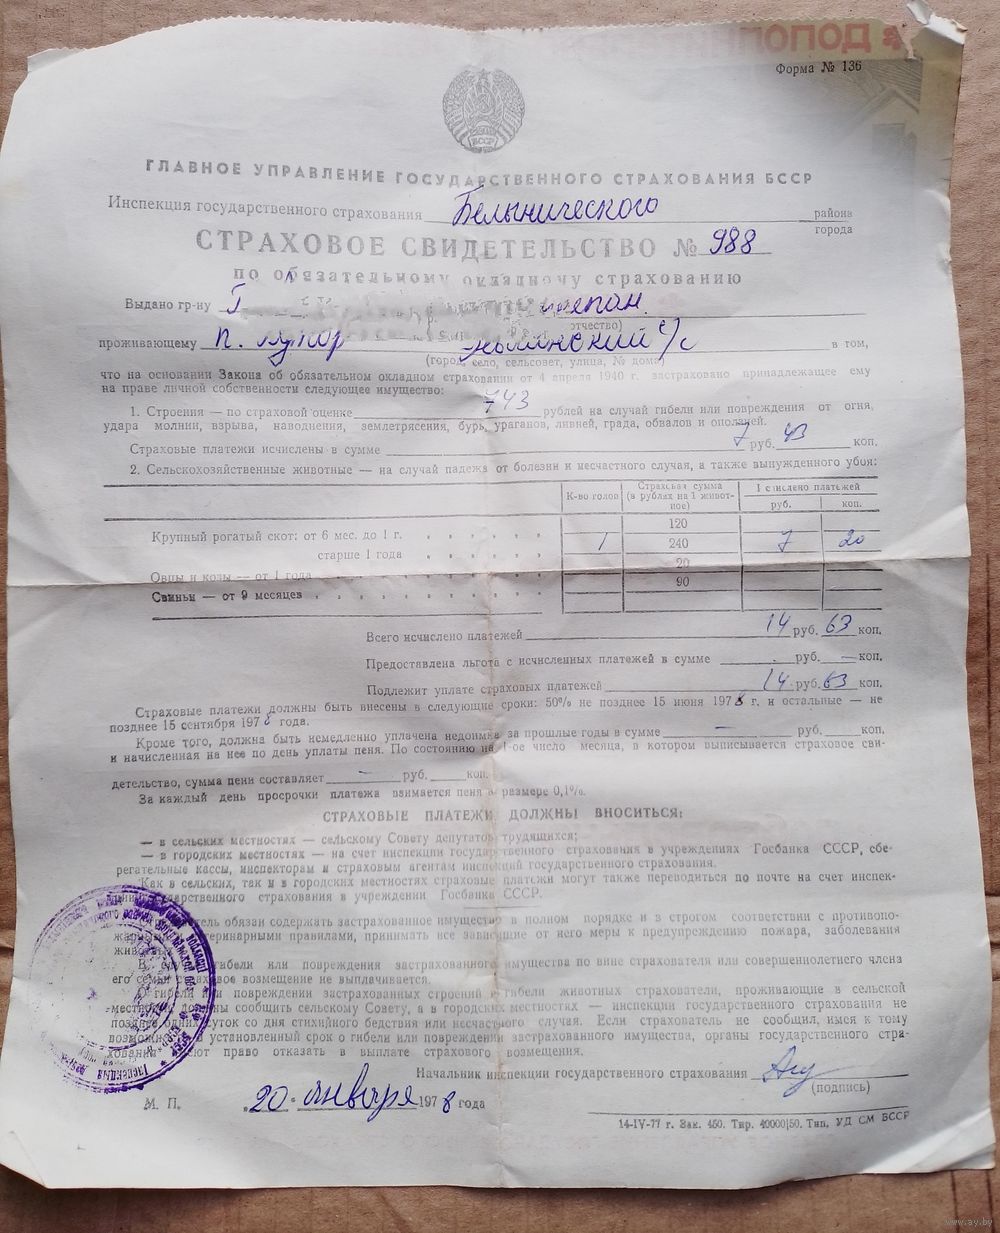 ДОПОЛ
Форма № 136
БССР
ГЛАВНОЕ УПРАВЛЕНИЕ ГОСУДАРСТВЕННОГО СТРАХОВАНИЯ БССР
Инспекция государственного страхования Белыничского района
города
СТРАХОВОЕ СВИДЕТЕЛЬСТВО № 988
по обязательному окладному страхованию
Выдано гр-ну Г
отчество)
проживающему п. с/с в том,
(город, село, сельсовет, улица, № дома)
что на основании Закона об обязательном окладном страховании от 4 апреля 1940 г. застраховано принадлежащее ему
на праве личной собственности следующее имущество:
1. Строения — по страховой оценке 743 рублей на случай гибели или повреждения от огня,
удара молнии, взрыва, наводнения, землетрясения, бурь, ураганов, ливней, града, обвалов и оползней.
Страховые платежи исчислены в сумме 7 руб. 43 коп.
2. Сельскохозяйственные животные — на случай падежа от болезни и несчастного случая, а также вынужденного убоя:
К-во голов Страховая сумма (в рублях на 1 животное) Исчислено платежей
руб. коп.
120
Крупный рогатый скот: от 6 мес. до 1 г. 1 240 7 20
старше 1 года
Овцы и козы — от 1 года 20
90
Свиньи — от 9 месяцев
Всего исчислено платежей 14 руб. 63 коп.
Предоставлена льгота с исчисленных платежей в сумме — руб. — коп.
Подлежит уплате страховых платежей 14 руб. 63 коп.
Страховые платежи должны быть внесены в следующие сроки: 50% не позднее 15 июня 1978 г. и остальные — не
позднее 15 сентября 1978 года.
Кроме того, должна быть немедленно уплачена недоимка за прошлые годы в сумме — руб. коп.
и начисленная на нее по день уплаты пеня. По состоянию на 1-ое число месяца, в котором выписывается страховое сви-
детельство, сумма пени составляет — руб. коп.
За каждый день просрочки платежа взимается пеня в размере 0,1%.
СТРАХОВЫЕ ПЛАТЕЖИ ДОЛЖНЫ ВНОСИТЬСЯ:
— в сельских местностях — сельскому Совету депутатов трудящихся;
— в городских местностях — на счет инспекции государственного страхования в учреждениях Госбанка СССР, сбе-
регательные кассы, инспекторам и страховым агентам инспекций государственного страхования.
Как в сельских, так и в городских местностях страховые платежи могут также переводиться по почте на счет инспек-
ции государственного страхования в учреждении Госбанка СССР.
обязан содержать застрахованное имущество в полном порядке и в строгом соответствии с противопо-
жарными ветеринарными правилами, принимать все зависящие от него меры к предупреждению пожара, заболевания
животных.
В гибели или повреждения застрахованного имущества по вине страхователя или совершеннолетнего члена
его семьи страховое возмещение не выплачивается.
О гибели и повреждении застрахованных строений и гибели животных страхователи, проживающие в сельской
местности, должны сообщить сельскому Совету, а в городских местностях — инспекции государственного страхования не
позднее одних суток со дня стихийного бедствия или несчастного случая. Если страхователь не сообщил, имея к тому
возможность в установленный срок о гибели или повреждении застрахованного имущества, органы государственного стра-
хования имеют право отказать в выплате страхового возмещения.
Начальник инспекции государственного страхования
(подпись)
М. П. „20" января 1978 года
14-IV-77 г. Зак. 450. Тир. 40000|50. Тип. УД СМ БССР
www.ay.by